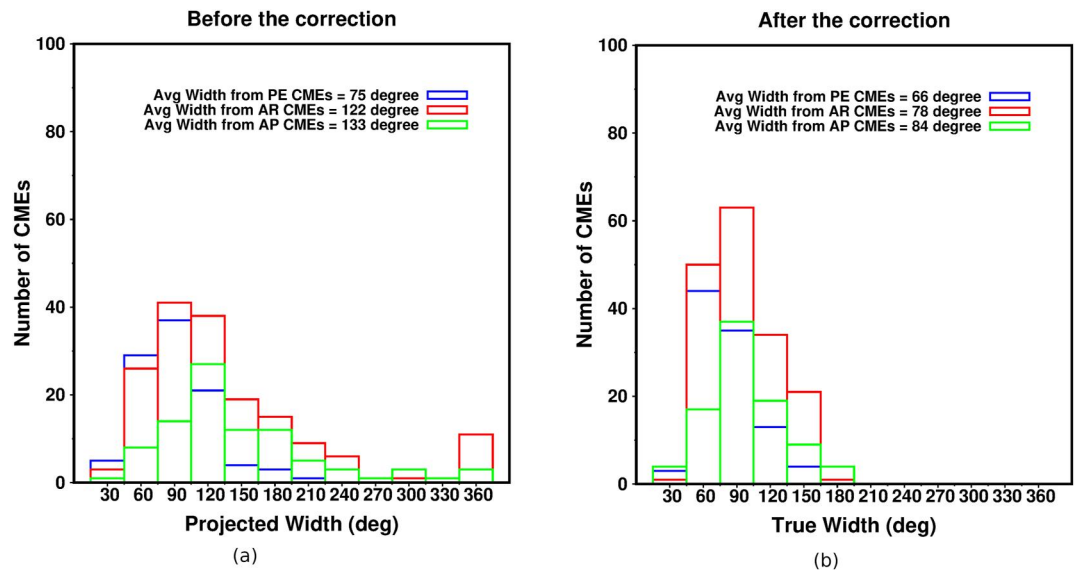 Before the correction
100
80
60
40
20
0
Number of CMEs
Avg Width from PE CMEs = 75 degree
Avg Width from AR CMEs = 122 degree
Avg Width from AP CMEs = 133 degree
30 60 90 120 150 180 210 240 270 300 330 360
Projected Width (deg)
(a)
After the correction
100
80
60
40
20
0
Number of CMEs
Avg Width from PE CMEs = 66 degree
Avg Width from AR CMEs = 78 degree
Avg Width from AP CMEs = 84 degree
30 60 90 120 150 180 210 240 270 300 330 360
True Width (deg)
(b)